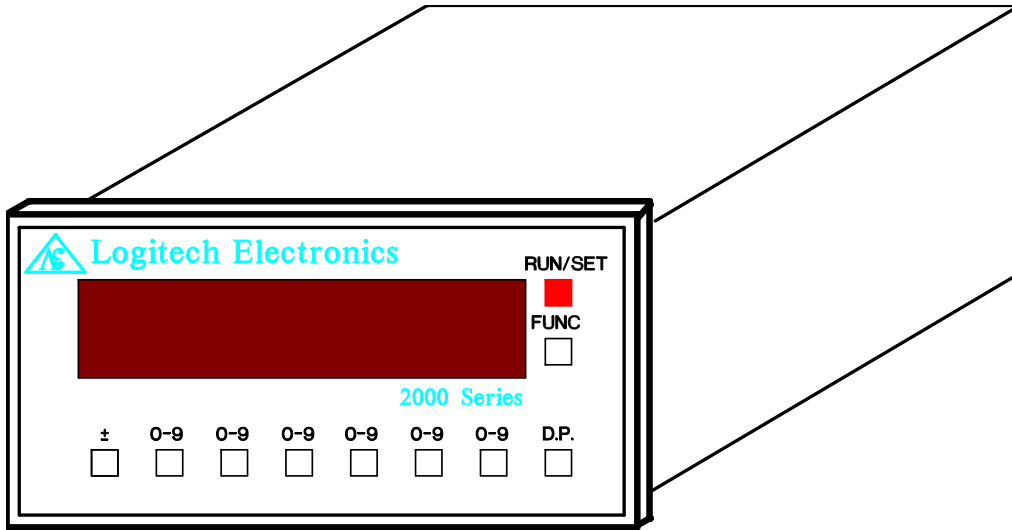 Logitech Electronics
RUN/SET
FUNC
2000 Series
± 0-9 0-9 0-9 0-9 0-9 0-9 D.P.